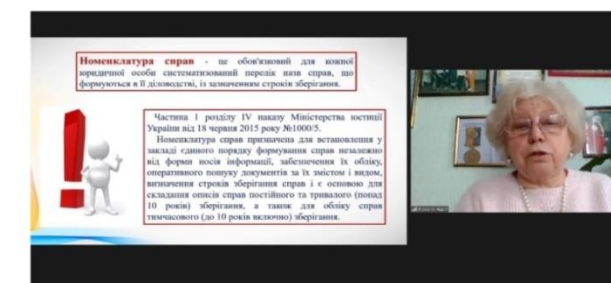 Номенклатура справ - це обов'язковий для кожної
юридичної особи систематизований перелік назв справ, що
формуються в її діловодстві, із зазначенням строків зберігання.
Частина 1 розділу IV наказу Міністерства юстиції
України від 18 червня 2015 року №1000/5.
Номенклатура справ призначена для встановлення у
закладі єдиного порядку формування справ незалежно
від форми носія інформації, забезпечення їх обліку,
оперативного пошуку документів за їх змістом і видом,
визначення строків зберігання справ і є основою для
складання описів справ постійного та тривалого (понад
10 років) зберігання, а також для обліку справ
тимчасового (до 10 років включно) зберігання.